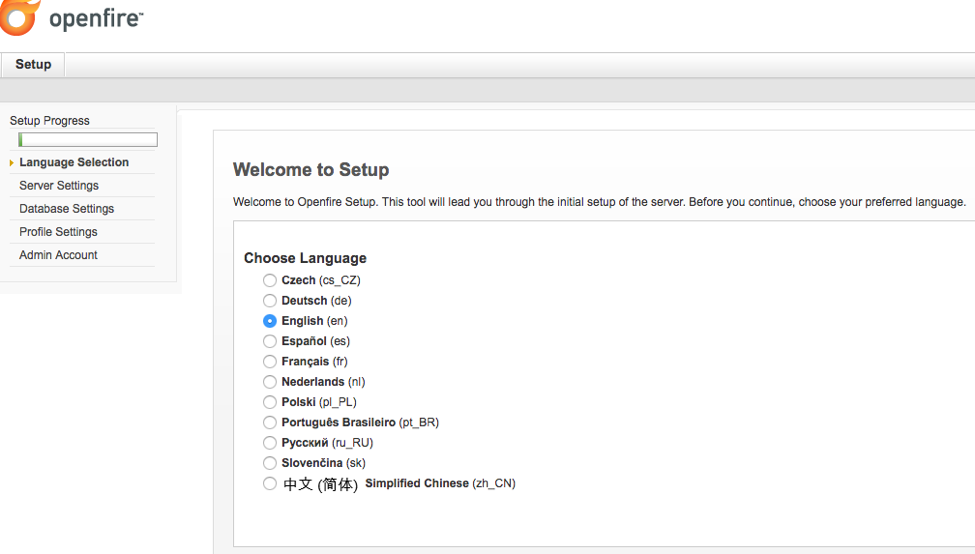 openfire™
Setup
Setup Progress
Language Selection
Server Settings
Database Settings
Profile Settings
Admin Account
Welcome to Setup
Welcome to Openfire Setup. This tool will lead you through the initial setup of the server. Before you continue, choose your preferred language.
Choose Language
Czech (cs_CZ)
Deutsch (de)
English (en)
Español (es)
Français (fr)
Nederlands (nl)
Polski (pl_PL)
Português Brasileiro (pt_BR)
Русский (ru_RU)
Slovenčina (sk)
中文 (简体) Simplified Chinese (zh_CN)